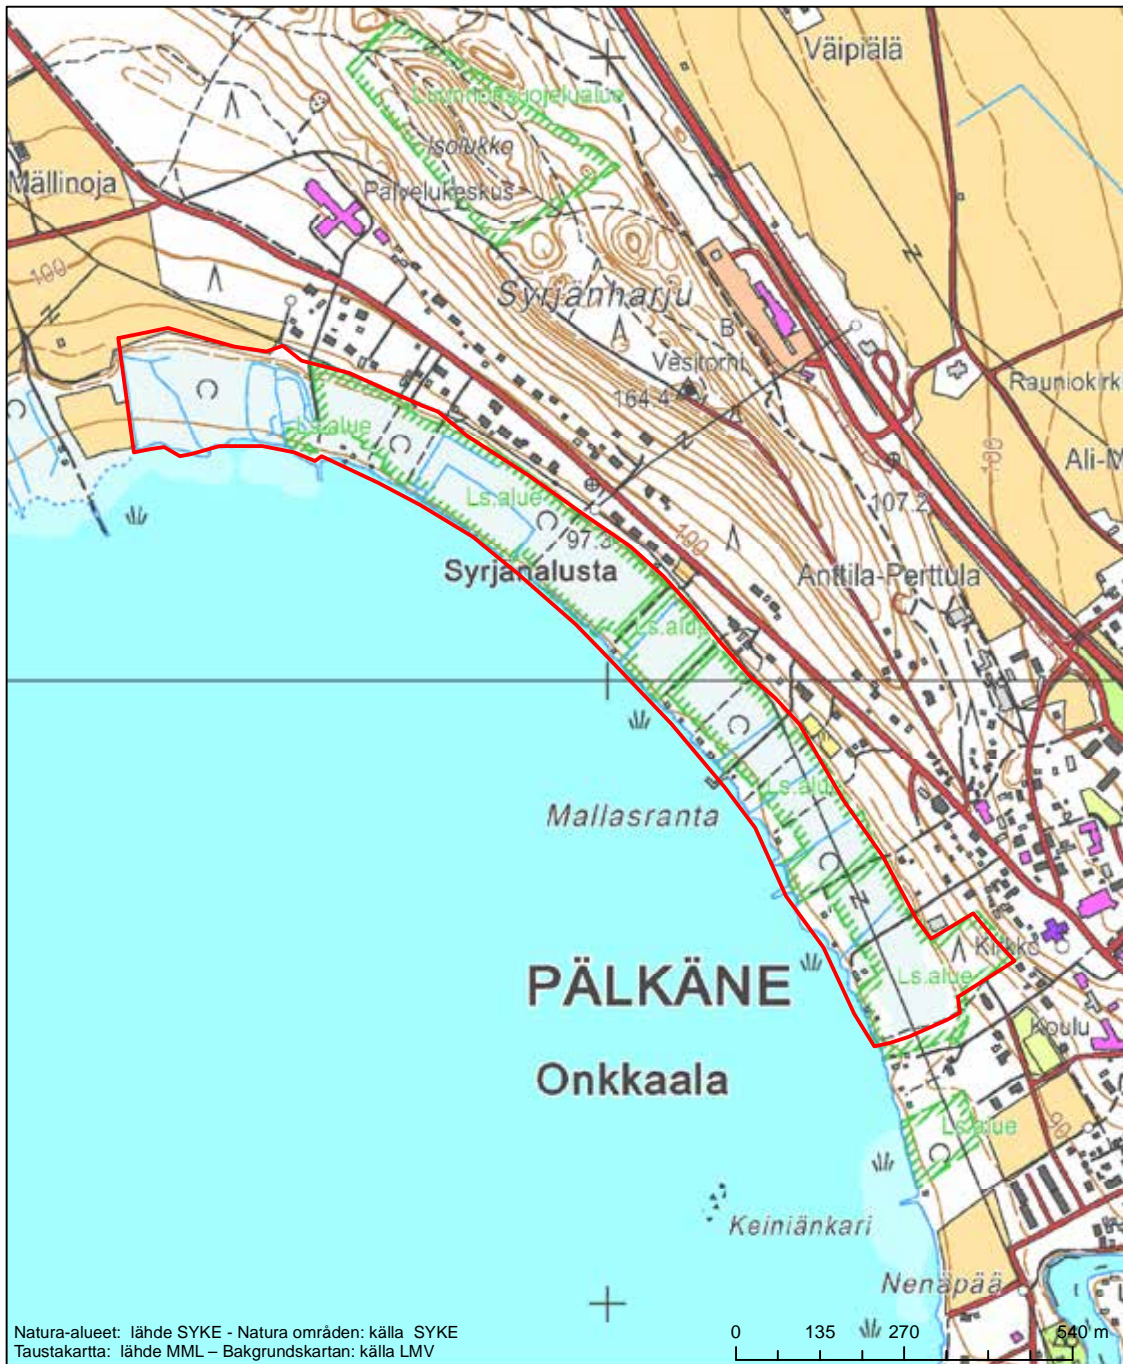 Väipiälä
Luonnonsuojelualue
Isolukko
Mällinoja
Palvelukeskus
100
Syrjänharju
B
Vesitorni
164.4
Rauniokirk
100
Ali-M
107.2
Ls.alue
Ls.alue
97.3
100
Syrjänalusta
Anttila-Perttula
Ls.alue
Ls.alue
Mallasranta
Kirkko
Ls.alue
PÄLKÄNE
Koulu
Onkkaala
90
Ls.alue
Keiniänkari
Nenäpää
Natura-alueet: lähde SYKE - Natura områden: källa SYKE
Taustakartta: lähde MML – Bakgrundskartan: källa LMV
0 135 270 540 m